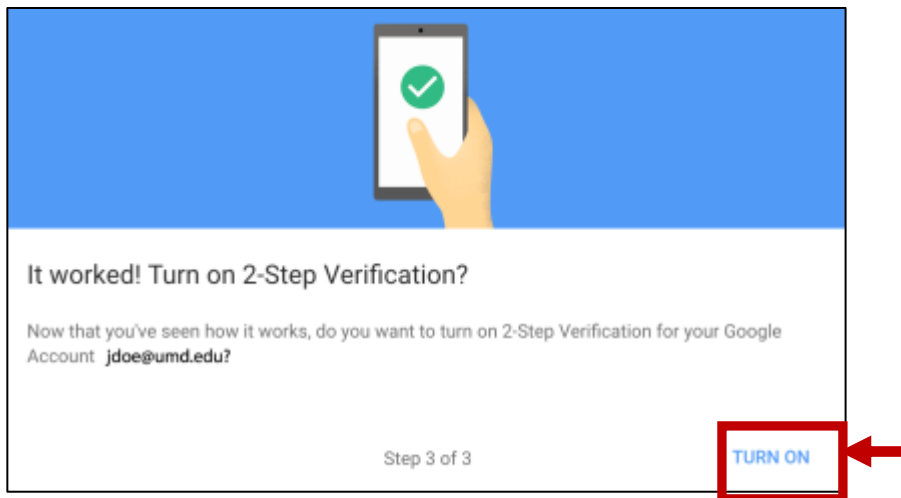 It worked! Turn on 2-Step Verification?
Now that you've seen how it works, do you want to turn on 2-Step Verification for your Google
Account jdoe@umd.edu?
Step 3 of 3
TURN ON